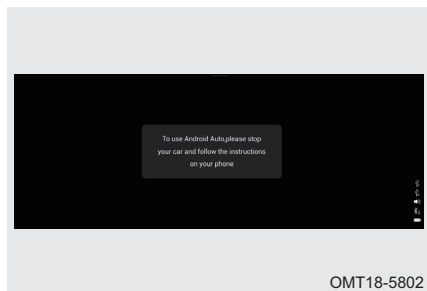 To use Android Auto,please stop
your car and follow the instructions
on your phone
OMT18-5802